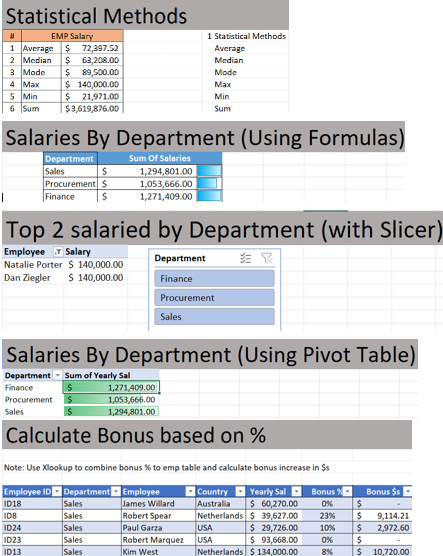 Statistical Methods
# EMP Salary 1 Statistical Methods
1 Average $ 72,397.52 Average
2 Median $ 63,208.00 Median
3 Mode $ 89,500.00 Mode
4 Max $ 140,000.00 Max
5 Min $ 21,971.00 Min
6 Sum $3,619,876.00 Sum
Salaries By Department (Using Formulas)
Department Sum Of Salaries
Sales $ 1,294,801.00
Procurement $ 1,053,666.00
Finance $ 1,271,409.00
Top 2 salaried by Department (with Slicer)
Employee Salary
Natalie Porter $ 140,000.00
Dan Ziegler $ 140,000.00
Department
Finance
Procurement
Sales
Salaries By Department (Using Pivot Table)
Department Sum of Yearly Sal
Finance $ 1,271,409.00
Procurement $ 1,053,666.00
Sales $ 1,294,801.00
Calculate Bonus based on %
Note: Use Xlookup to combine bonus % to emp table and calculate bonus increase in $s
Employee ID Department Employee Country Yearly Sal Bonus % Bonus $s
ID18 Sales James Willard Australia $ 60,270.00 0% $ -
ID8 Sales Robert Spear Netherlands $ 39,627.00 23% $ 9,114.21
ID24 Sales Paul Garza USA $ 29,726.00 10% $ 2,972.60
ID23 Sales Robert Marquez USA $ 93,668.00 0% $ -
ID13 Sales Kim West Netherlands $ 134,000.00 8% $ 10,720.00